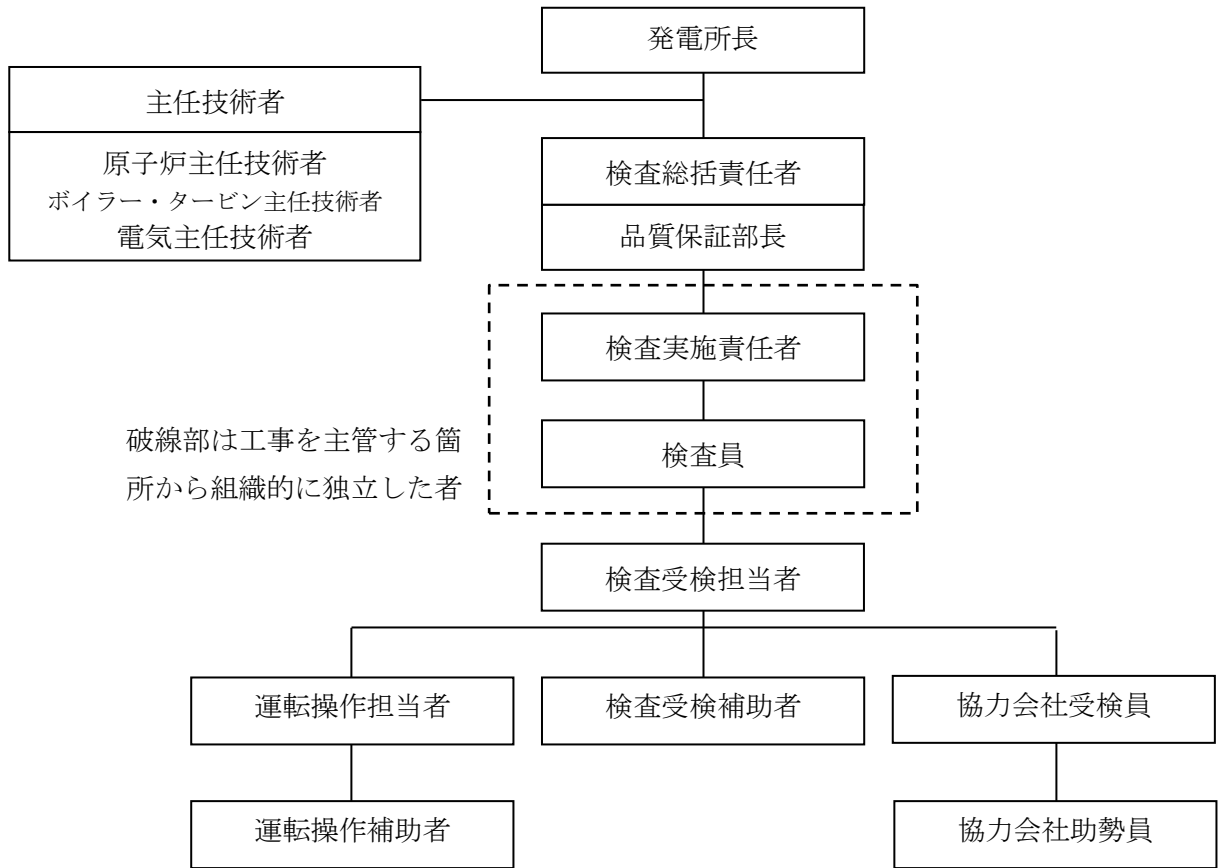 発電所長
主任技術者
原子炉主任技術者
ボイラー・タービン主任技術者
電気主任技術者
検査総括責任者
品質保証部長
検査実施責任者
破線部は工事を主管する箇
所から組織的に独立した者
検査員
検査受検担当者
運転操作担当者
検査受検補助者
協力会社受検員
運転操作補助者
協力会社助勢員